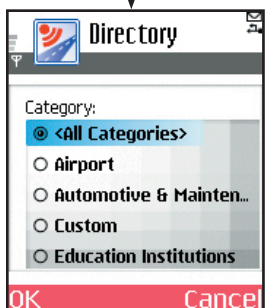 Directory
Category:
<All Categories>
Airport
Automotive & Mainten...
Custom
Education Institutions
OK Cancel